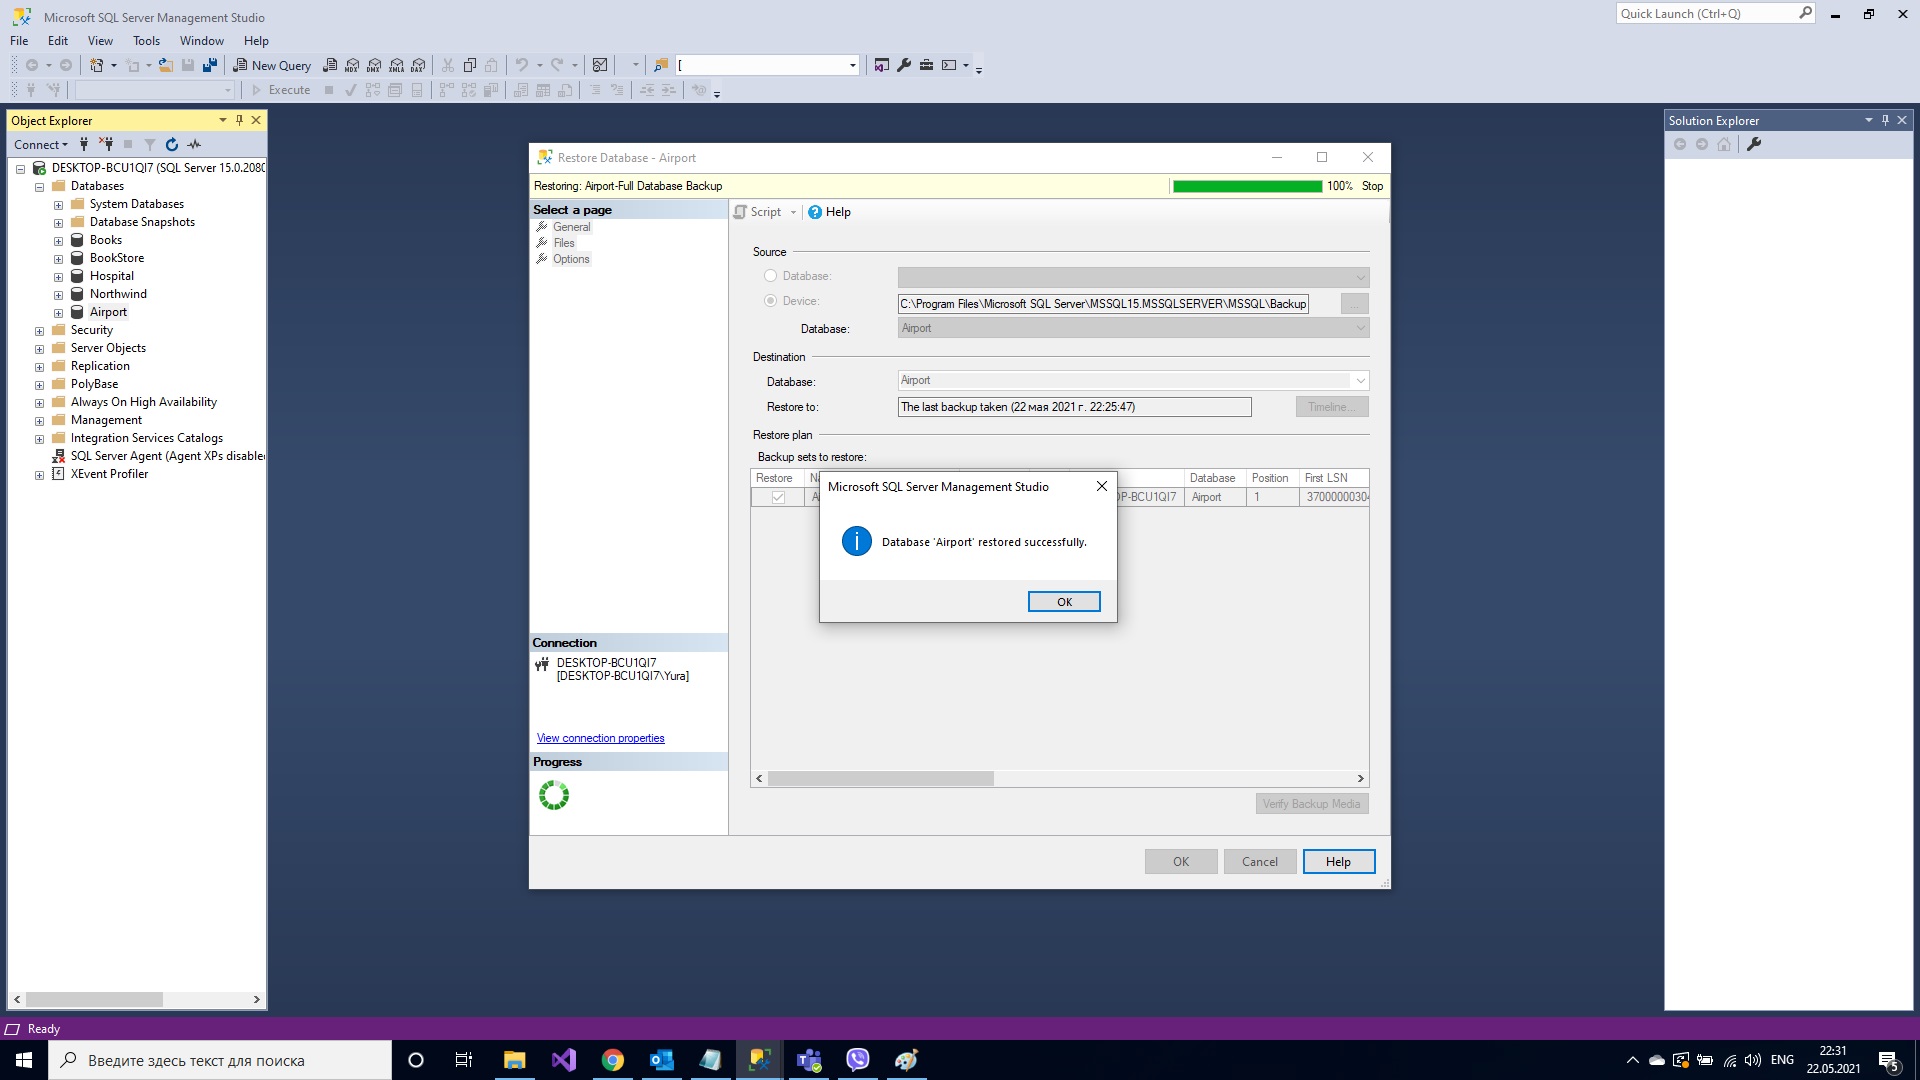 Microsoft SQL Server Management Studio
Quick Launch (Ctrl+Q)
File Edit View Tools Window Help
New Query
MDX DMX XMLA DAX
[
Execute
Object Explorer
Connect
DESKTOP-BCU1QI7 (SQL Server 15.0.2080
Databases
System Databases
Database Snapshots
Books
BookStore
Hospital
Northwind
Airport
Security
Server Objects
Replication
PolyBase
Always On High Availability
Management
Integration Services Catalogs
SQL Server Agent (Agent XPs disable
XEvent Profiler
Restore Database - Airport
Restoring: Airport-Full Database Backup
100% Stop
Select a page
General
Files
Options
Script Help
Source
Database:
Device: C:\Program Files\Microsoft SQL Server\MSSQL15.MSSQLSERVER\MSSQL\Backup ...
Database: Airport
Destination
Database: Airport
Restore to: The last backup taken (22 мая 2021 г. 22:25:47) Timeline...
Restore plan
Backup sets to restore:
Restore Database Position First LSN
P-BCU1QI7 Airport 1 3700000030
Microsoft SQL Server Management Studio
Database 'Airport' restored successfully.
OK
Connection
DESKTOP-BCU1QI7
[DESKTOP-BCU1QI7\Yura]
View connection properties
Progress
Verify Backup Media
OK Cancel Help
Solution Explorer
Ready
Введите здесь текст для поиска
ENG
22:31
22.05.2021
5